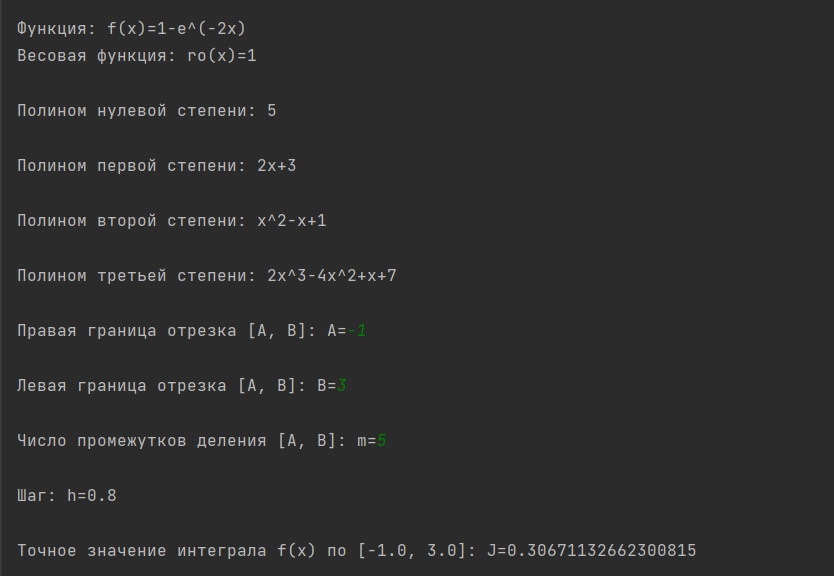 Функция: f(x)=1-e^(-2x)
Весовая функция: ro(x)=1
Полином нулевой степени: 5
Полином первой степени: 2x+3
Полином второй степени: x^2-x+1
Полином третьей степени: 2x^3-4x^2+x+7
Правая граница отрезка [A, B]: A=-1
Левая граница отрезка [A, B]: B=3
Число промежутков деления [A, B]: m=5
Шаг: h=0.8
Точное значение интеграла f(x) по [-1.0, 3.0]: J=0.30671132662300815